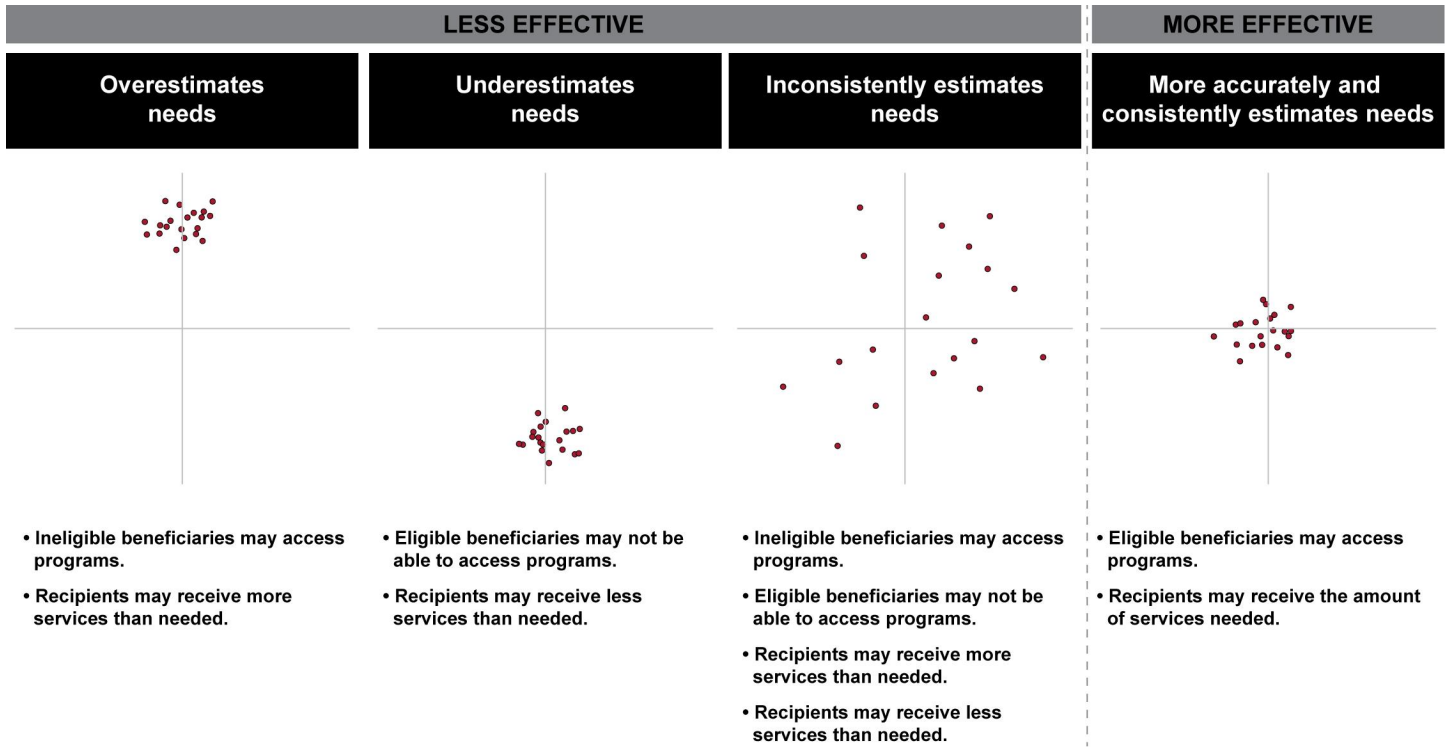 LESS EFFECTIVE
MORE EFFECTIVE
Overestimates
needs
Underestimates
needs
Inconsistently estimates
needs
More accurately and
consistently estimates needs
• Ineligible beneficiaries may access
programs.
• Recipients may receive more
services than needed.
• Eligible beneficiaries may not be
able to access programs.
• Recipients may receive less
services than needed.
• Ineligible beneficiaries may access
programs.
• Eligible beneficiaries may not be
able to access programs.
• Recipients may receive more
services than needed.
• Recipients may receive less
services than needed.
• Eligible beneficiaries may access
programs.
• Recipients may receive the amount
of services needed.